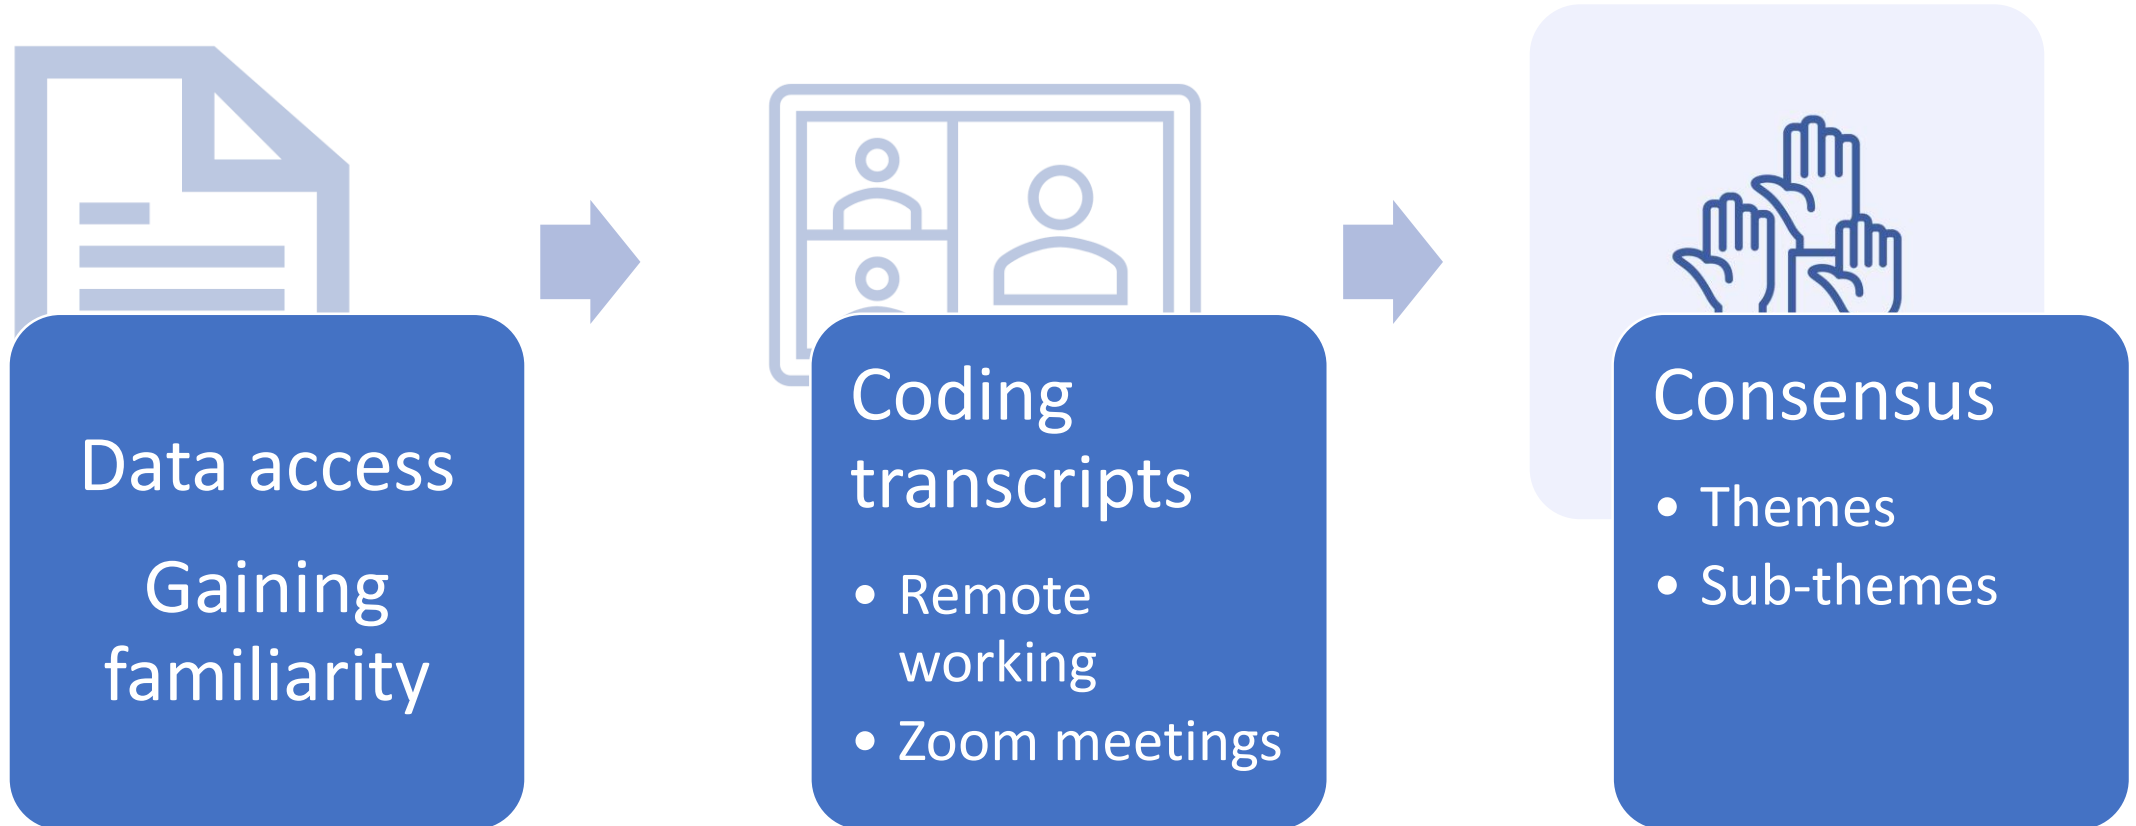 Data access
Gaining
familiarity
Coding
transcripts
• Remote
working
• Zoom meetings
Consensus
• Themes
• Sub-themes